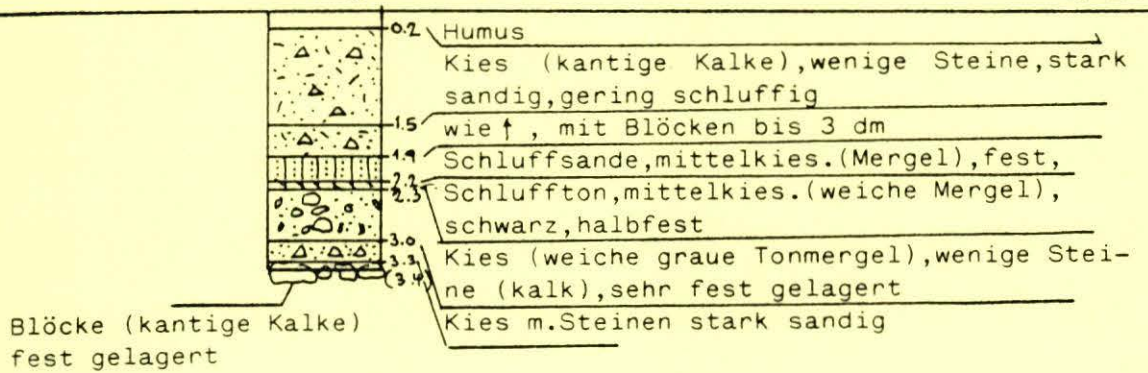 0.2 Humus
Kies (kantige Kalke),wenige Steine,stark
sandig,gering schluffig
1.5 wie ↑ , mit Blöcken bis 3 dm
1.9 Schluffsande,mittelkies.(Mergel),fest,
2.2 Schluffton,mittelkies.(weiche Mergel),
2.3 schwarz,halbfest
3.0 Kies (weiche graue Tonmergel),wenige Stei-
3.3 ne (kalk),sehr fest gelagert
(3.4) Kies m.Steinen stark sandig
Blöcke (kantige Kalke)
fest gelagert